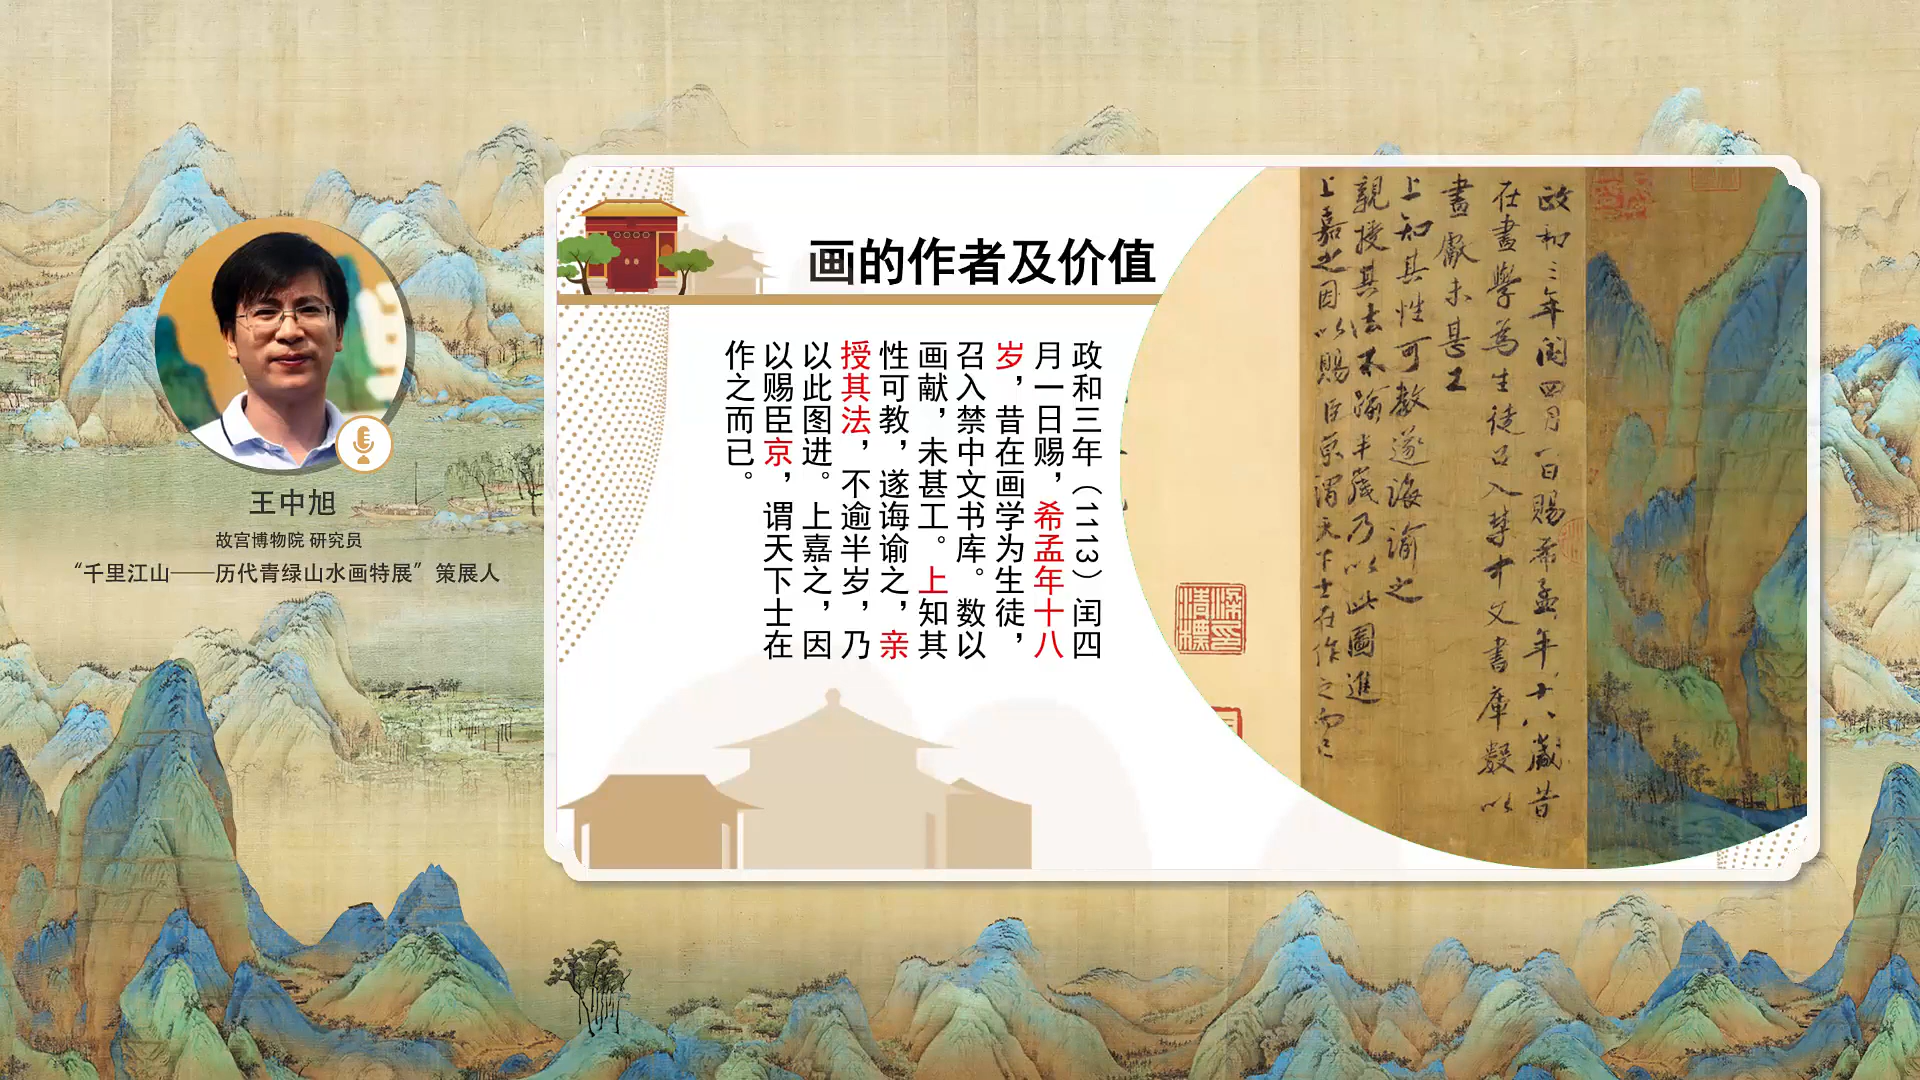 王中旭
故宫博物院 研究员
“千里江山——历代青绿山水画特展”策展人
画的作者及价值
政和三年（1113）闰四
月一日赐，希孟年十八
岁，昔在画学为生徒，
召入禁中文书库。数以
画献，未甚工。上知其
性可教，遂诲谕之，亲
授其法，不逾半岁，乃
以此图进。上嘉之，因
以赐臣京，谓天下士在
作之而已。
政和三年閏四月一日賜希孟年十八歲昔
在畫學爲生徒召入禁中文書庫數以
畫獻未甚工
上知其性可教遂誨諭之
親授其法不踰半歲乃以此圖進
上嘉之因以賜臣京謂天下士在作之而已